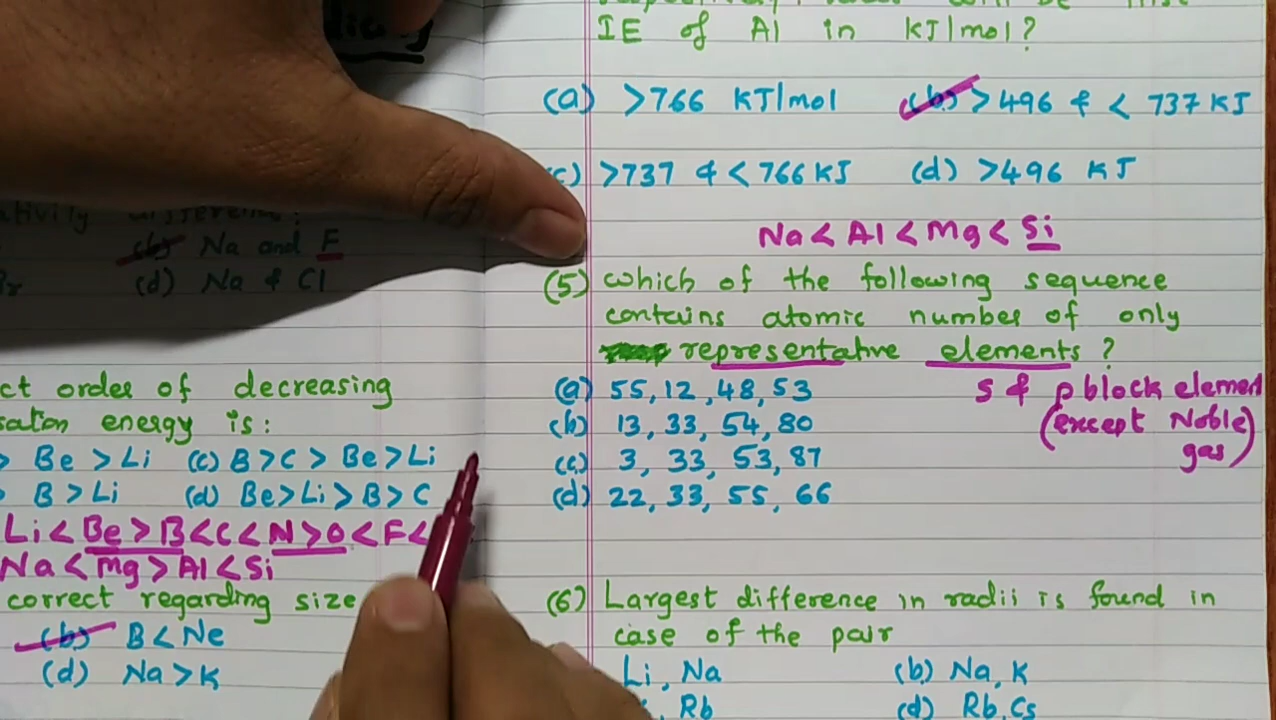 IE of Al in KJ/mol?
(a) >766 KJ/mol (b) >496 & < 737 KJ
(c) >737 & < 766 KJ (d) >496 KJ
Na < Al < Mg < Si
(5) which of the following sequence
contains atomic number of only
representative elements ?
(a) 55, 12, 48, 53
s & p block element
(b) 13, 33, 54, 80
(except Noble
(c) 3, 33, 53, 87
gas)
(d) 22, 33, 55, 66
(6) Largest difference in radii is found in
case of the pair
Li, Na (b) Na, K
Rb (d) Rb, Cs
(b) Na and F
(d) Na & Cl
order of decreasing
energy is:
> Be > Li (c) B > C > Be > Li
> B > Li (d) Be > Li > B > C
Li < Be > B < C < N > O < F <
Na < Mg > Al < Si
correct regarding size
(b) B < Ne
(d) Na > K